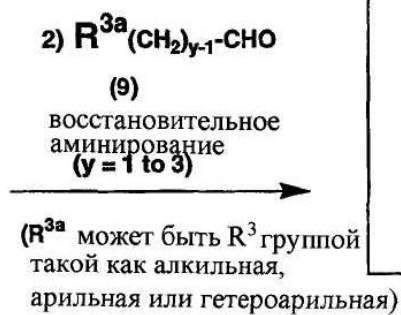 2) R³ᵃ(CH₂)y-1-CHO
(9)
восстановительное
аминирование
(y = 1 to 3)
(R³ᵃ может быть R³ группой
такой как алкильная,
арильная или гетероарильная)